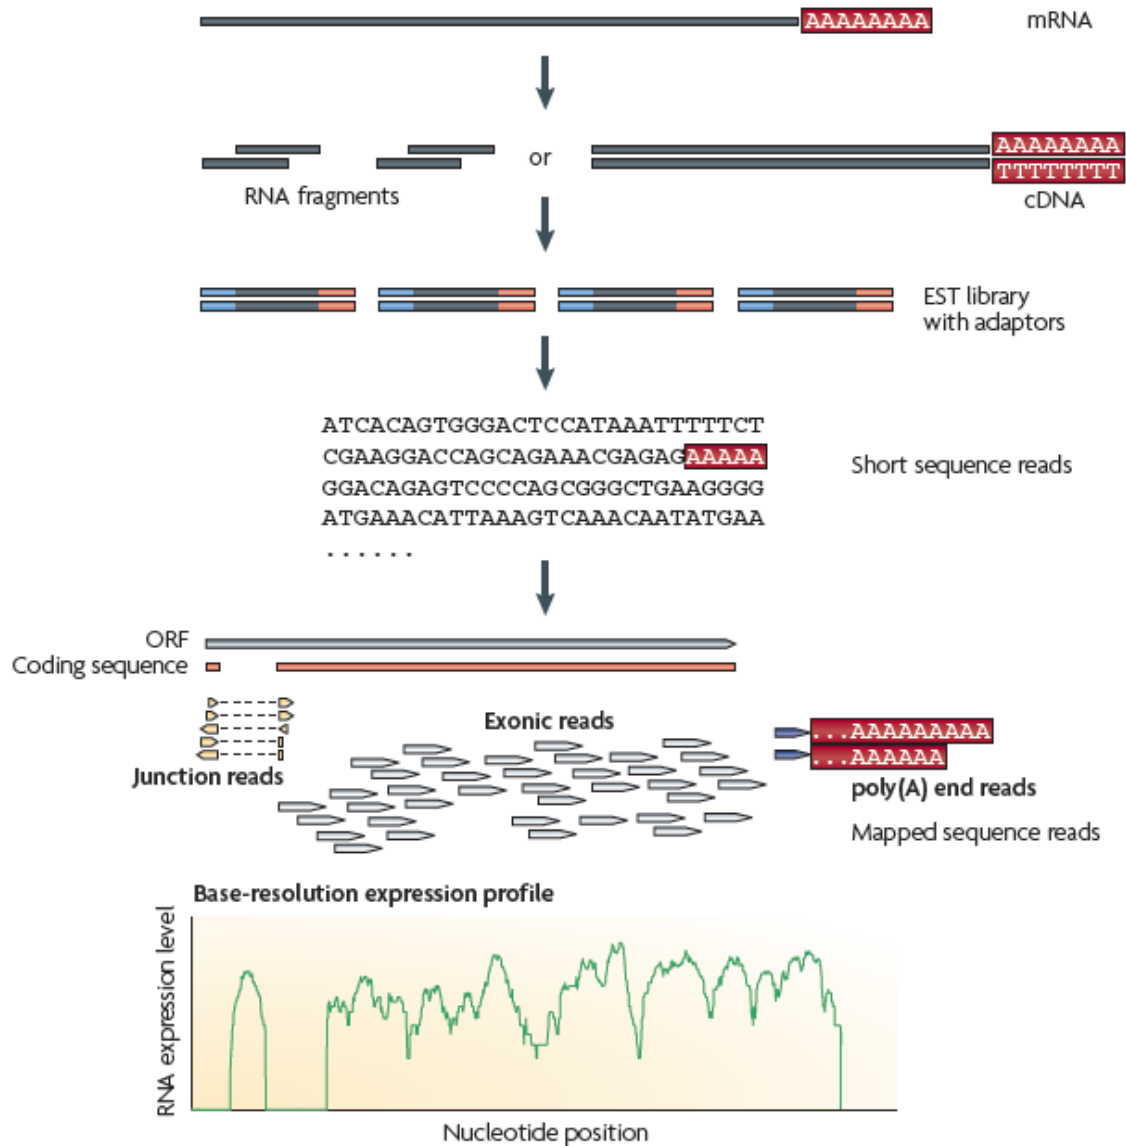 AAAAAAAA mRNA
AAAAAAAA
or
TTTTTTTT
RNA fragments
cDNA
EST library
with adaptors
ATCACAGTGGGACTCCATAAATTTTTCT
CGAAGGACCAGCAGAAACGAGAGAAAAA
Short sequence reads
GGACAGAGTCCCCAGCGGGCTGAAGGGG
ATGAAACATTAAAGTCAAACAATATGAA
. . . . . .
ORF
Coding sequence
Exonic reads
...AAAAAAAAA
...AAAAAA
Junction reads
poly(A) end reads
Mapped sequence reads
Base-resolution expression profile
RNA expression level
Nucleotide position